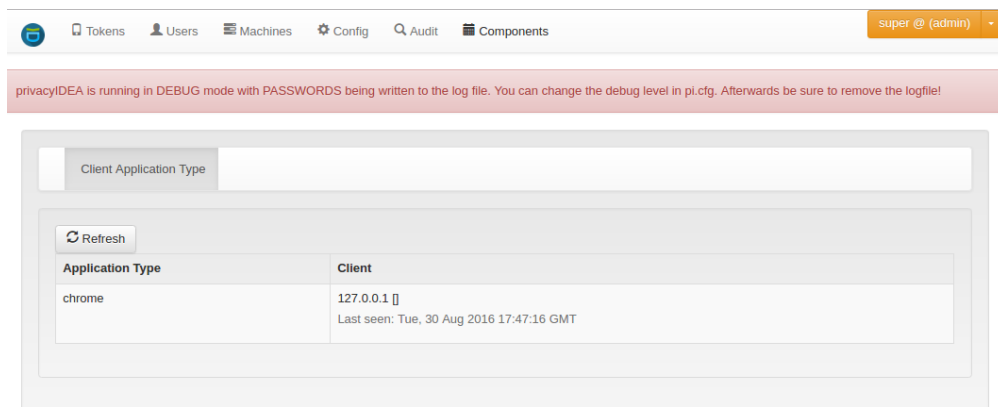 Tokens Users Machines Config Audit Components super @ (admin)
privacyIDEA is running in DEBUG mode with PASSWORDS being written to the log file. You can change the debug level in pi.cfg. Afterwards be sure to remove the logfile!
Client Application Type
Refresh
Application Type Client
chrome 127.0.0.1 []
Last seen: Tue, 30 Aug 2016 17:47:16 GMT